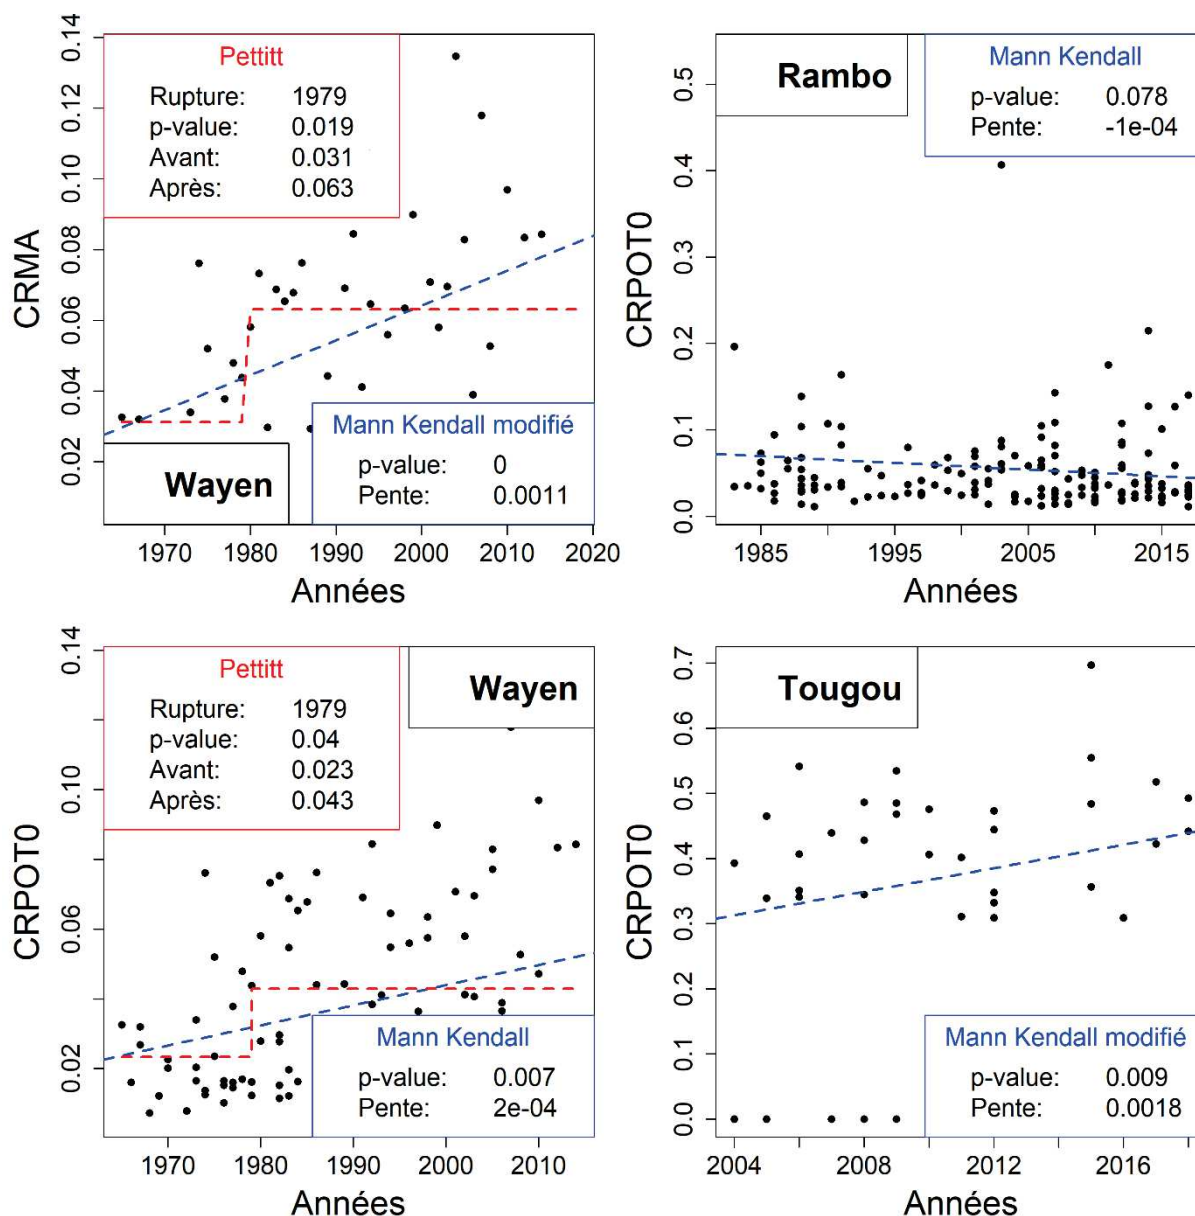 CRMA
0.02 0.04 0.06 0.08 0.10 0.12 0.14
Pettitt
Rupture: 1979
p-value: 0.019
Avant: 0.031
Après: 0.063
Wayen
Mann Kendall modifié
p-value: 0
Pente: 0.0011
1970 1980 1990 2000 2010 2020
Années
CRPOT0
0.0 0.1 0.2 0.3 0.4 0.5
Rambo
Mann Kendall
p-value: 0.078
Pente: -1e-04
1985 1995 2005 2015
Années
CRPOT0
0.02 0.06 0.10 0.14
Pettitt
Rupture: 1979
p-value: 0.04
Avant: 0.023
Après: 0.043
Wayen
Mann Kendall
p-value: 0.007
Pente: 2e-04
1970 1980 1990 2000 2010
Années
CRPOT0
0.0 0.1 0.2 0.3 0.4 0.5 0.6 0.7
Tougou
Mann Kendall modifié
p-value: 0.009
Pente: 0.0018
2004 2008 2012 2016
Années